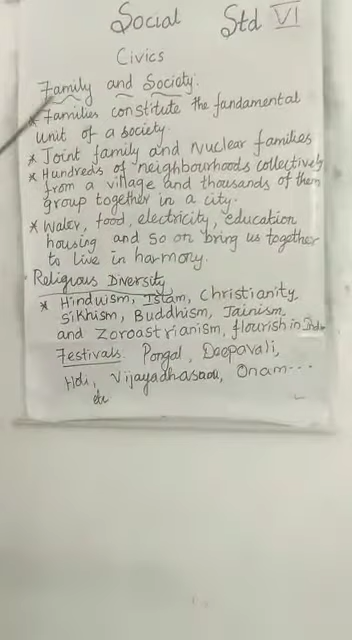 Social Std VI
Civics
Family and Society.
* Families constitute the fandamental
unit of a society.
* Joint family and nuclear families
* Hundreds of neighbourhoods collectively
from a village and thousands of them
group together in a city.
* Water, food, electricity, education
housing and so on bring us together
to live in harmony.
Religious Diversity
* Hinduism, Islam, Christianity,
Sikhism, Buddhism, Jainism
and Zoroastrianism, flourish in
Festivals. Pongal, Deepavali,
Holi, Vijayadhasami, Onam...
etc